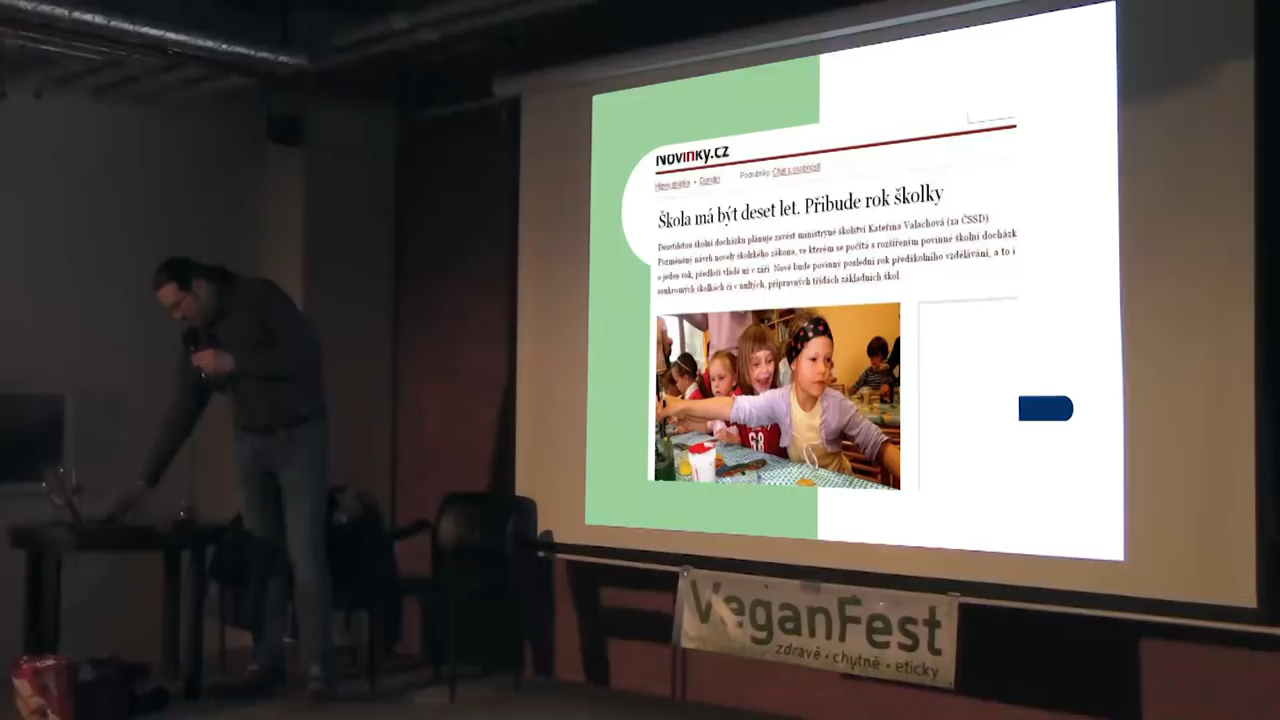 Novinky.cz
Hlavní stránka • Domácí Podrubriky: Chat s osobností
Škola má být deset let. Přibude rok školky
Desetiletou školní docházku plánuje zavést ministryně školství Kateřina Valachová (za ČSSD).
Pozměněný návrh novely školského zákona, ve kterém se počítá s rozšířením povinné školní docházk
o jeden rok, předloží vládě už v září. Nově bude povinný poslední rok předškolního vzdělávání, a to i
soukromých školkách či v nultých, přípravných třídách základních škol
68
VeganFest
zdravě • chutně • eticky